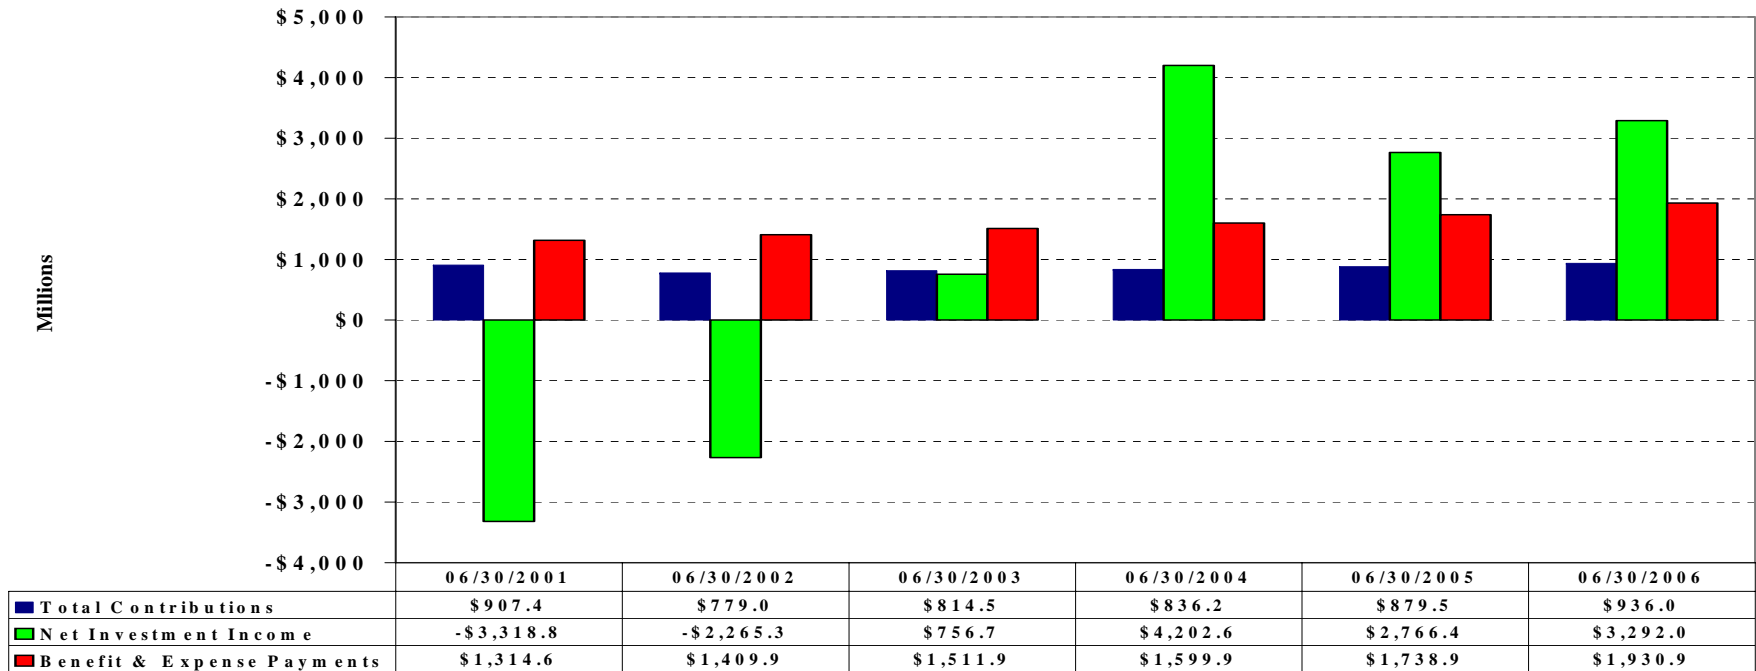 $5,000
$4,000
$3,000
$2,000
$1,000
$0
-$1,000
-$2,000
-$3,000
-$4,000
Millions
06/30/2001 06/30/2002 06/30/2003 06/30/2004 06/30/2005 06/30/2006
Total Contributions $907.4 $779.0 $814.5 $836.2 $879.5 $936.0
Net Investment Income -$3,318.8 -$2,265.3 $756.7 $4,202.6 $2,766.4 $3,292.0
Benefit & Expense Payments $1,314.6 $1,409.9 $1,511.9 $1,599.9 $1,738.9 $1,930.9